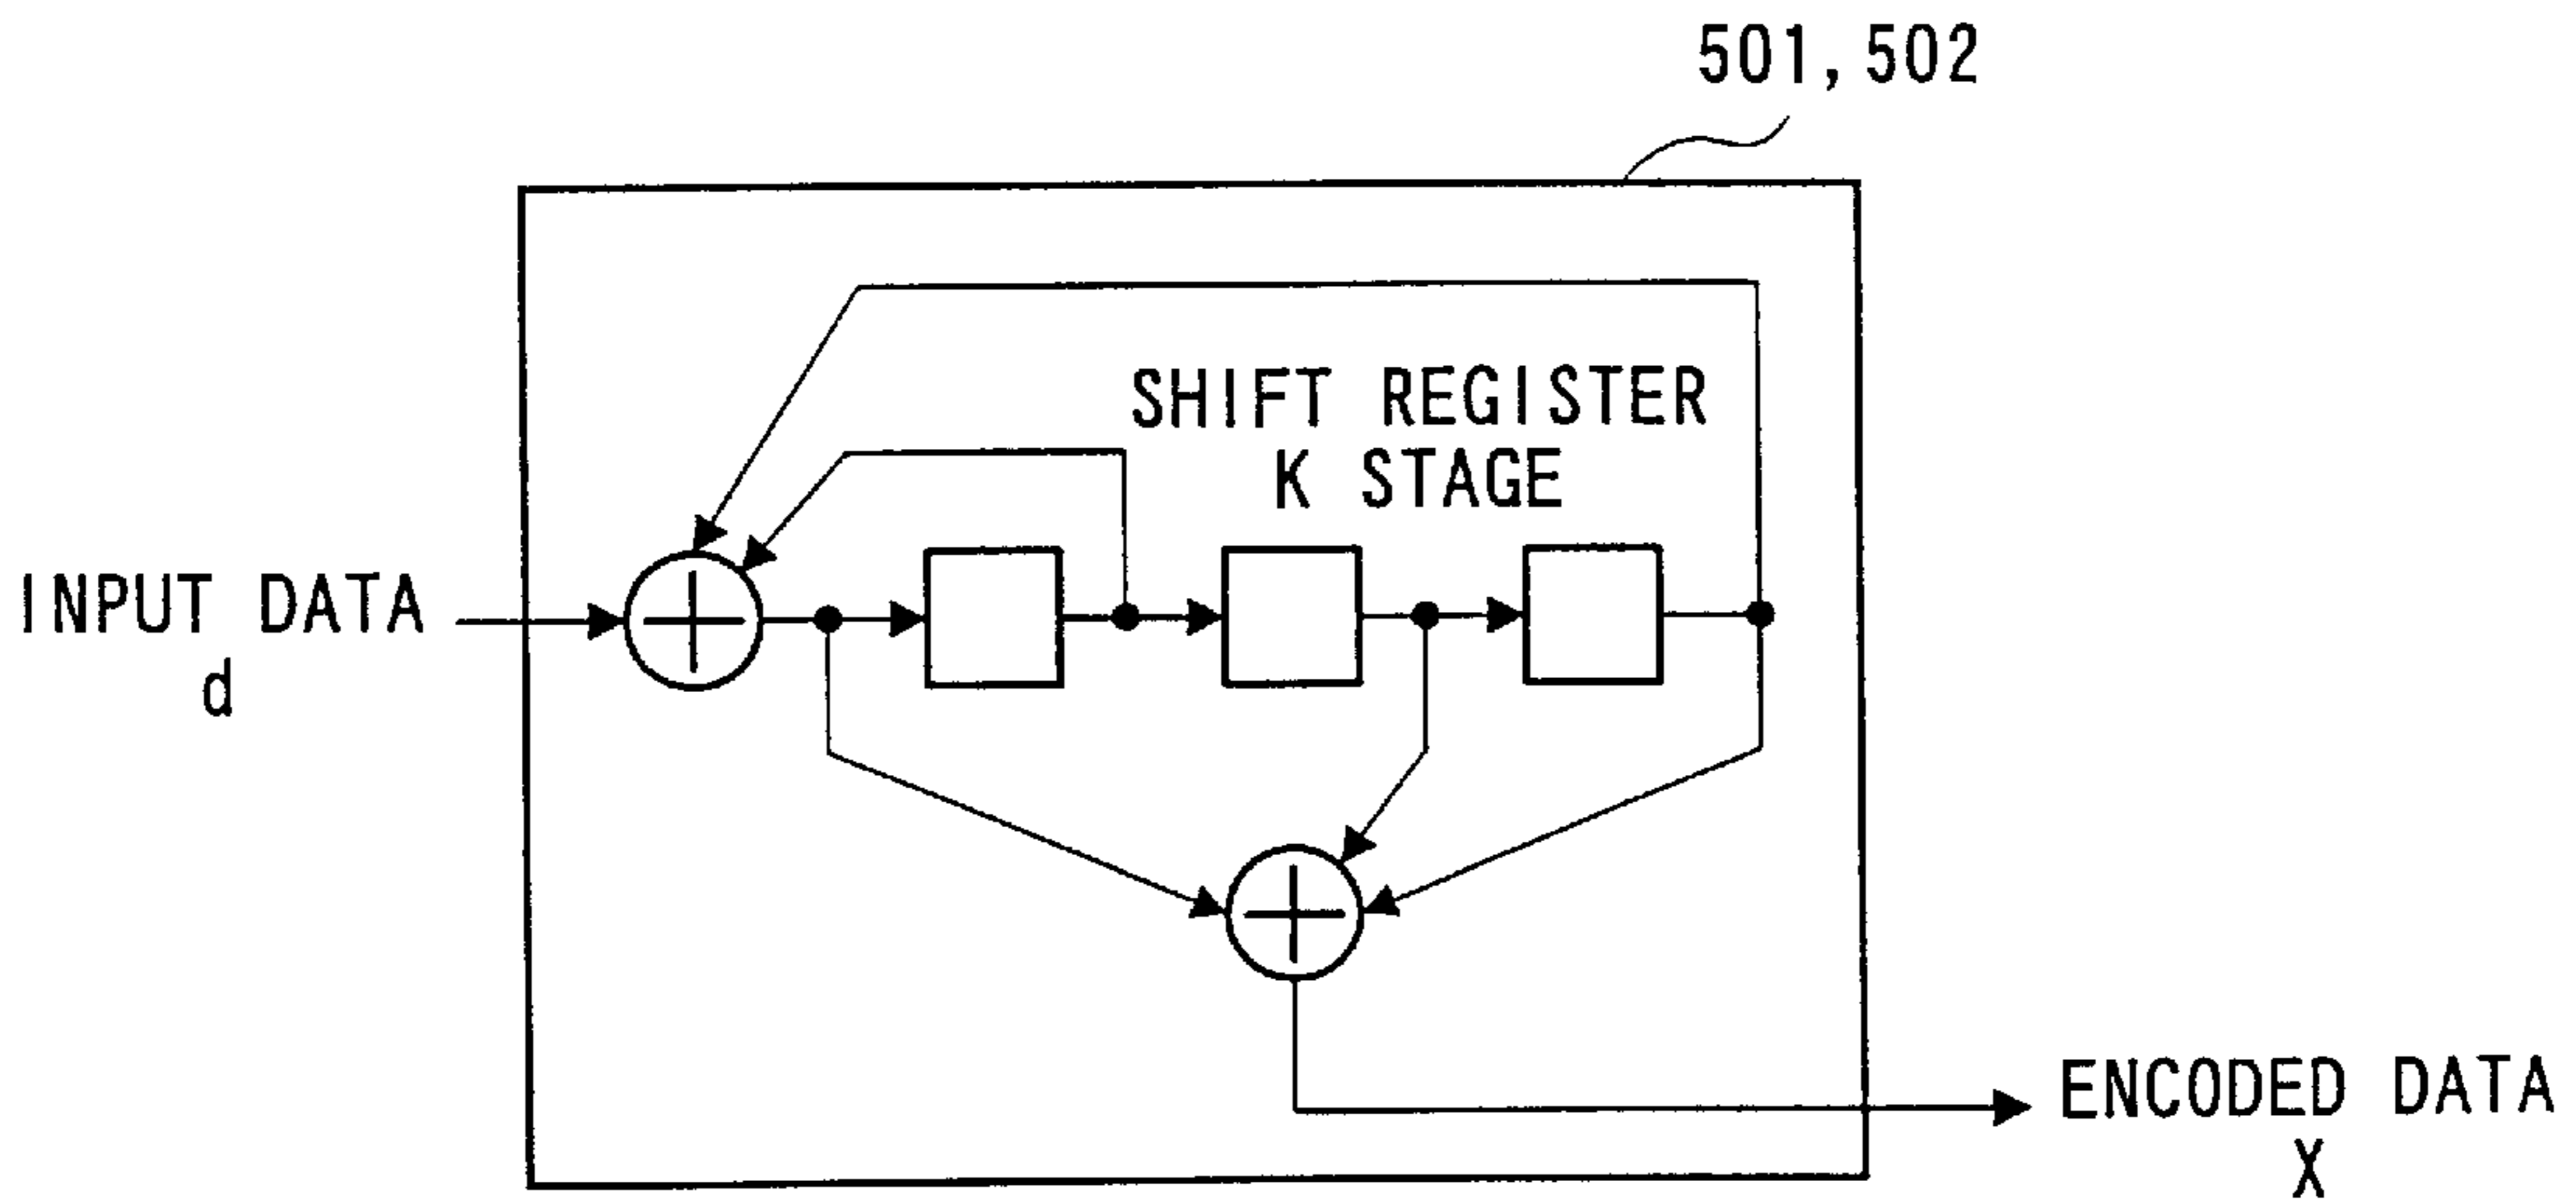 501, 502
SHIFT REGISTER
K STAGE
INPUT DATA
d
ENCODED DATA
X